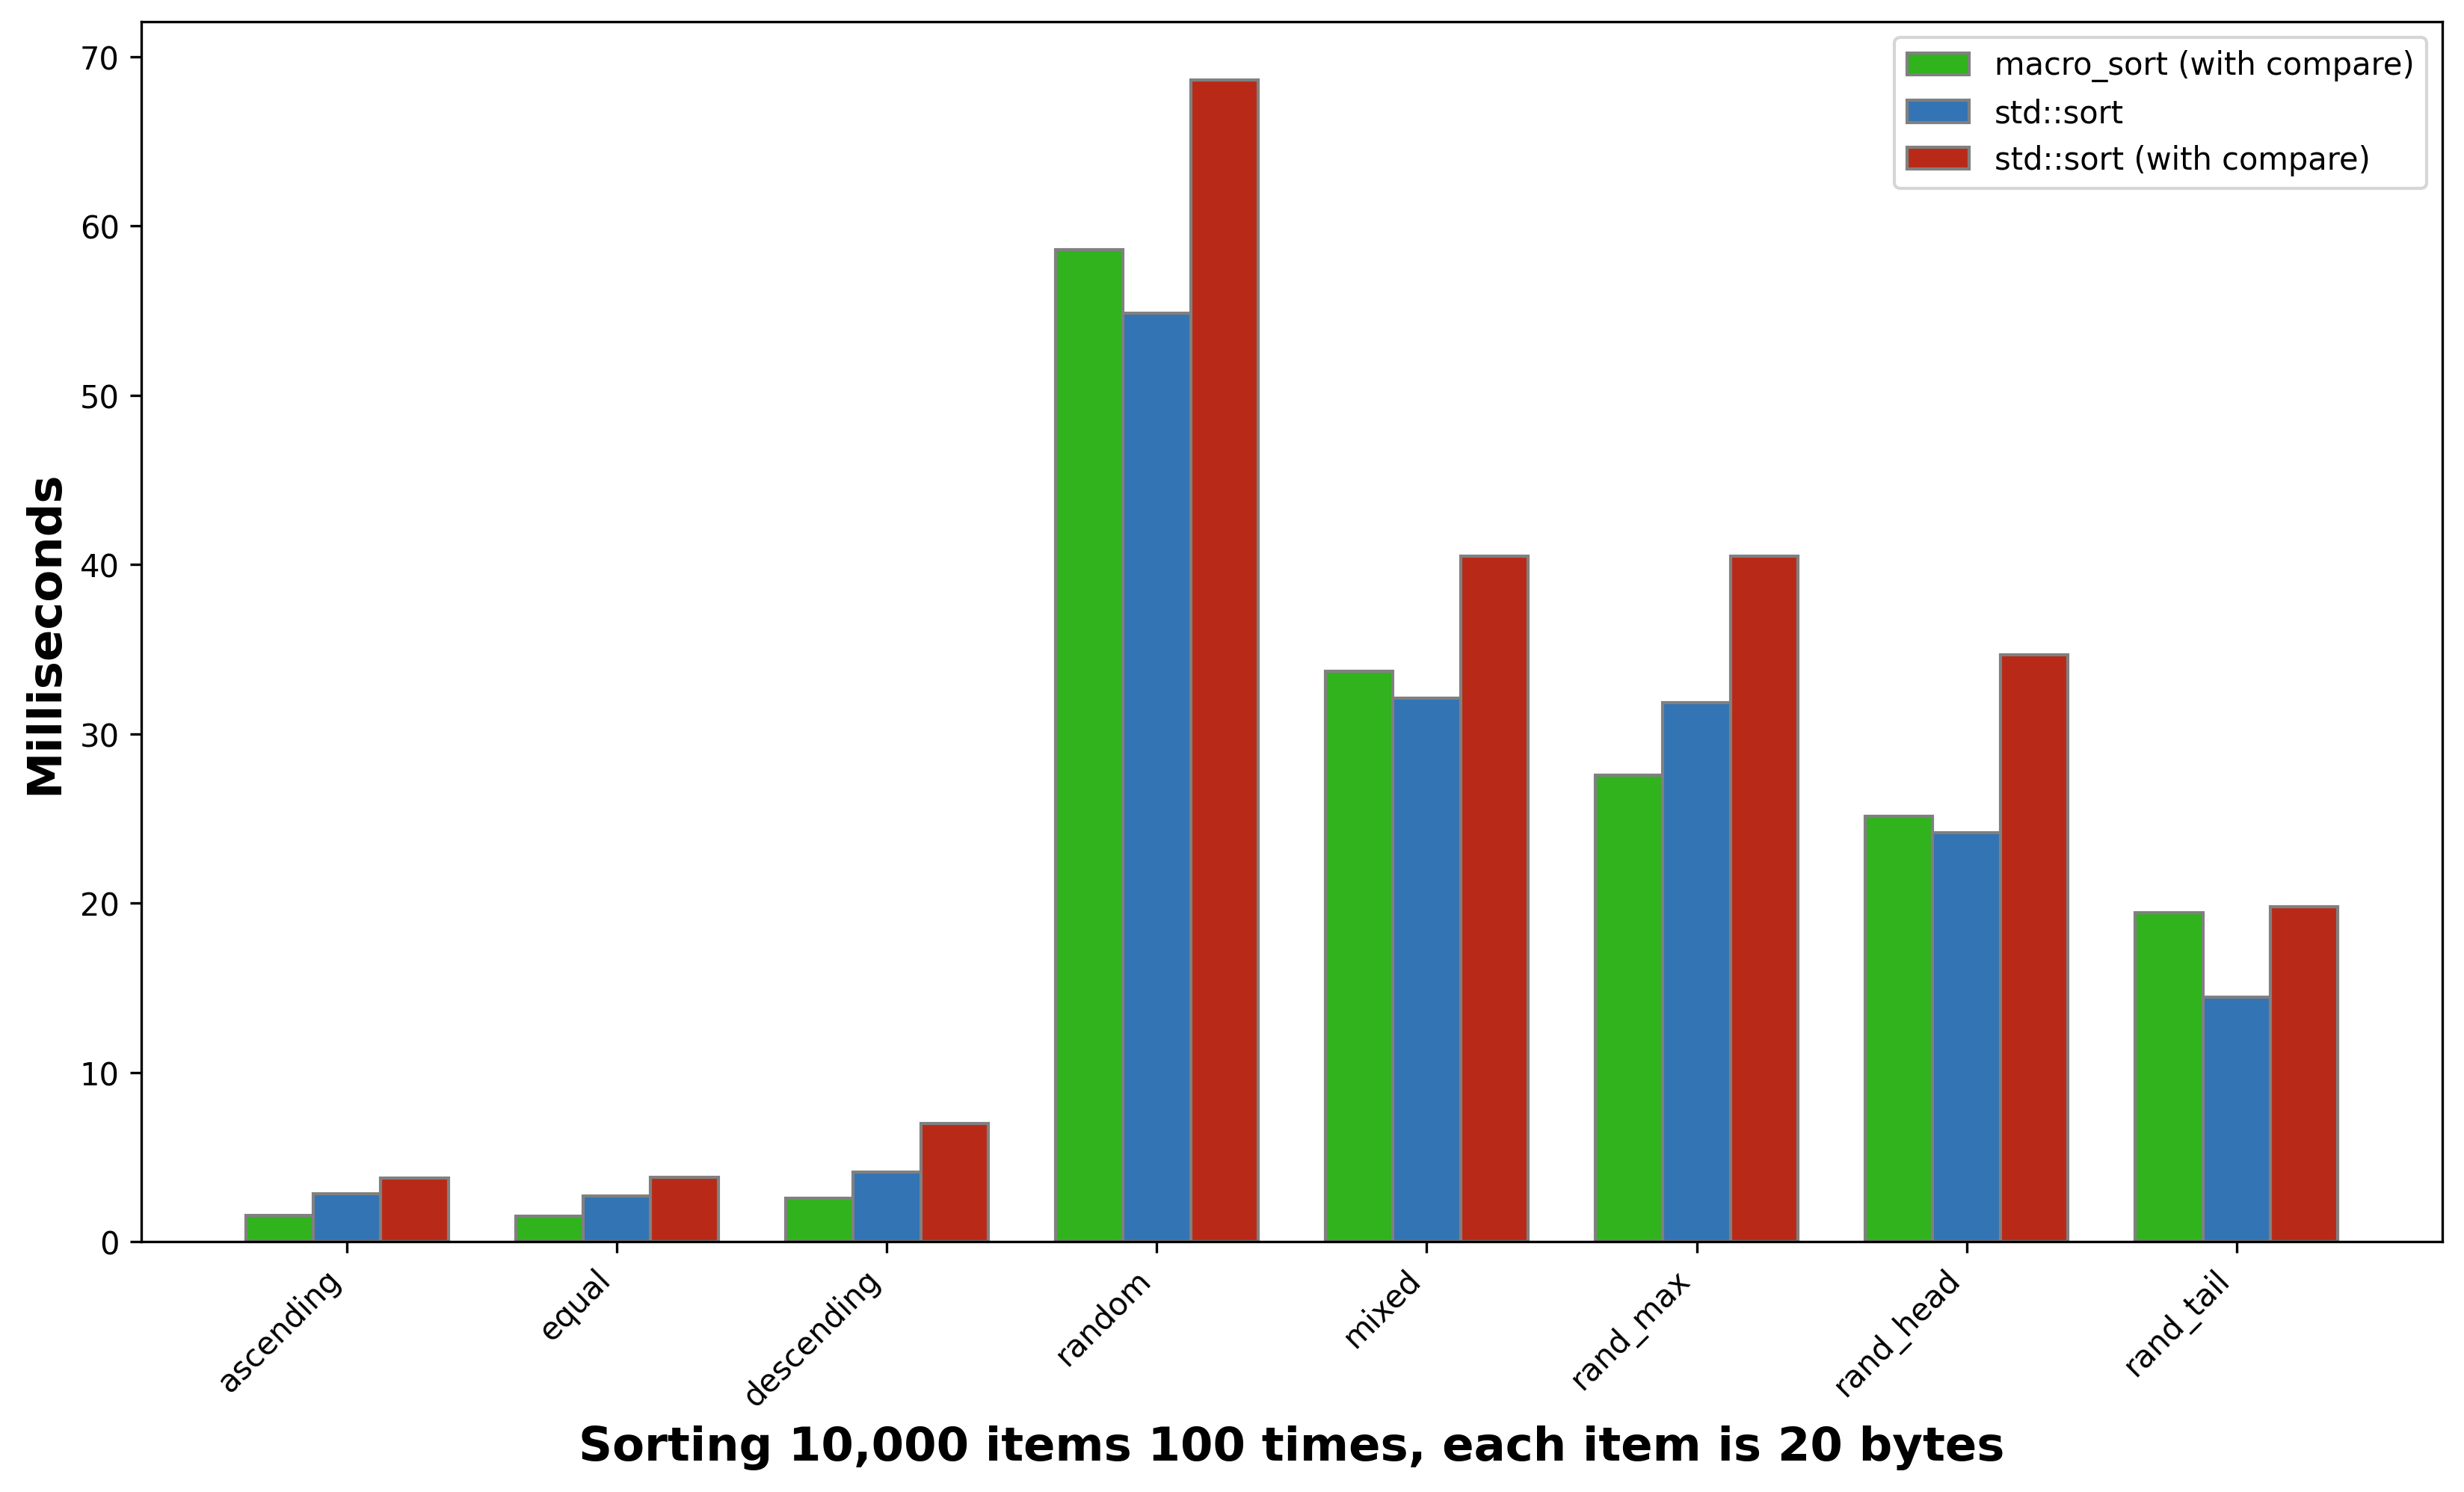 macro_sort (with compare)
std::sort
std::sort (with compare)
Milliseconds
70
60
50
40
30
20
10
0
ascending
equal
descending
random
mixed
rand_max
rand_head
rand_tail
Sorting 10,000 items 100 times, each item is 20 bytes